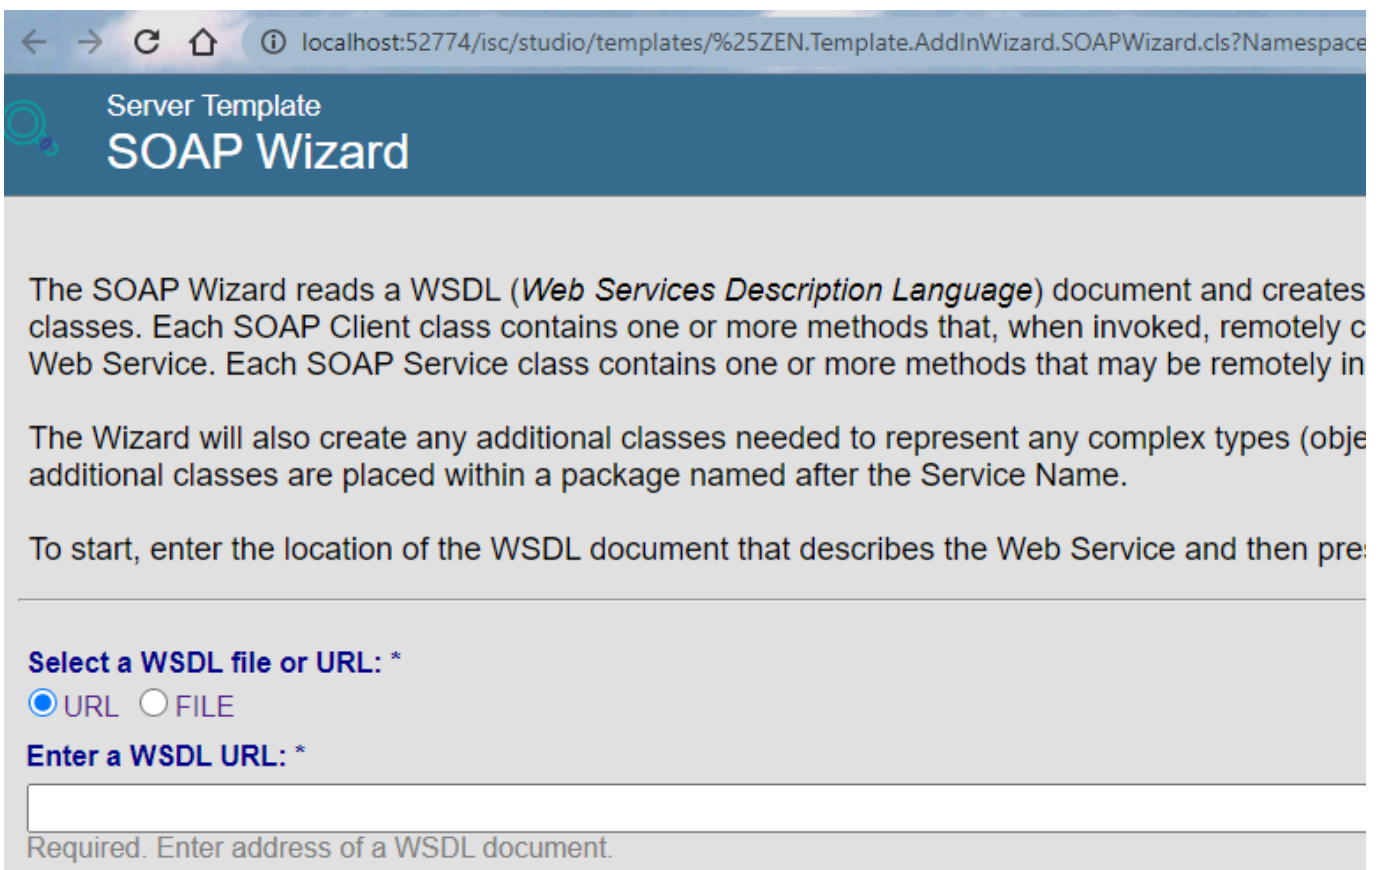 localhost:52774/isc/studio/templates/%25ZEN.Template.AddInWizard.SOAPWizard.cls?Namespace
Server Template
SOAP Wizard
The SOAP Wizard reads a WSDL (Web Services Description Language) document and creates
classes. Each SOAP Client class contains one or more methods that, when invoked, remotely c
Web Service. Each SOAP Service class contains one or more methods that may be remotely in
The Wizard will also create any additional classes needed to represent any complex types (obje
additional classes are placed within a package named after the Service Name.
To start, enter the location of the WSDL document that describes the Web Service and then pre
Select a WSDL file or URL: *
URL FILE
Enter a WSDL URL: *
Required. Enter address of a WSDL document.